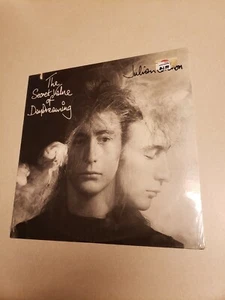 The
Secret Value
of
Daydreaming
Julian